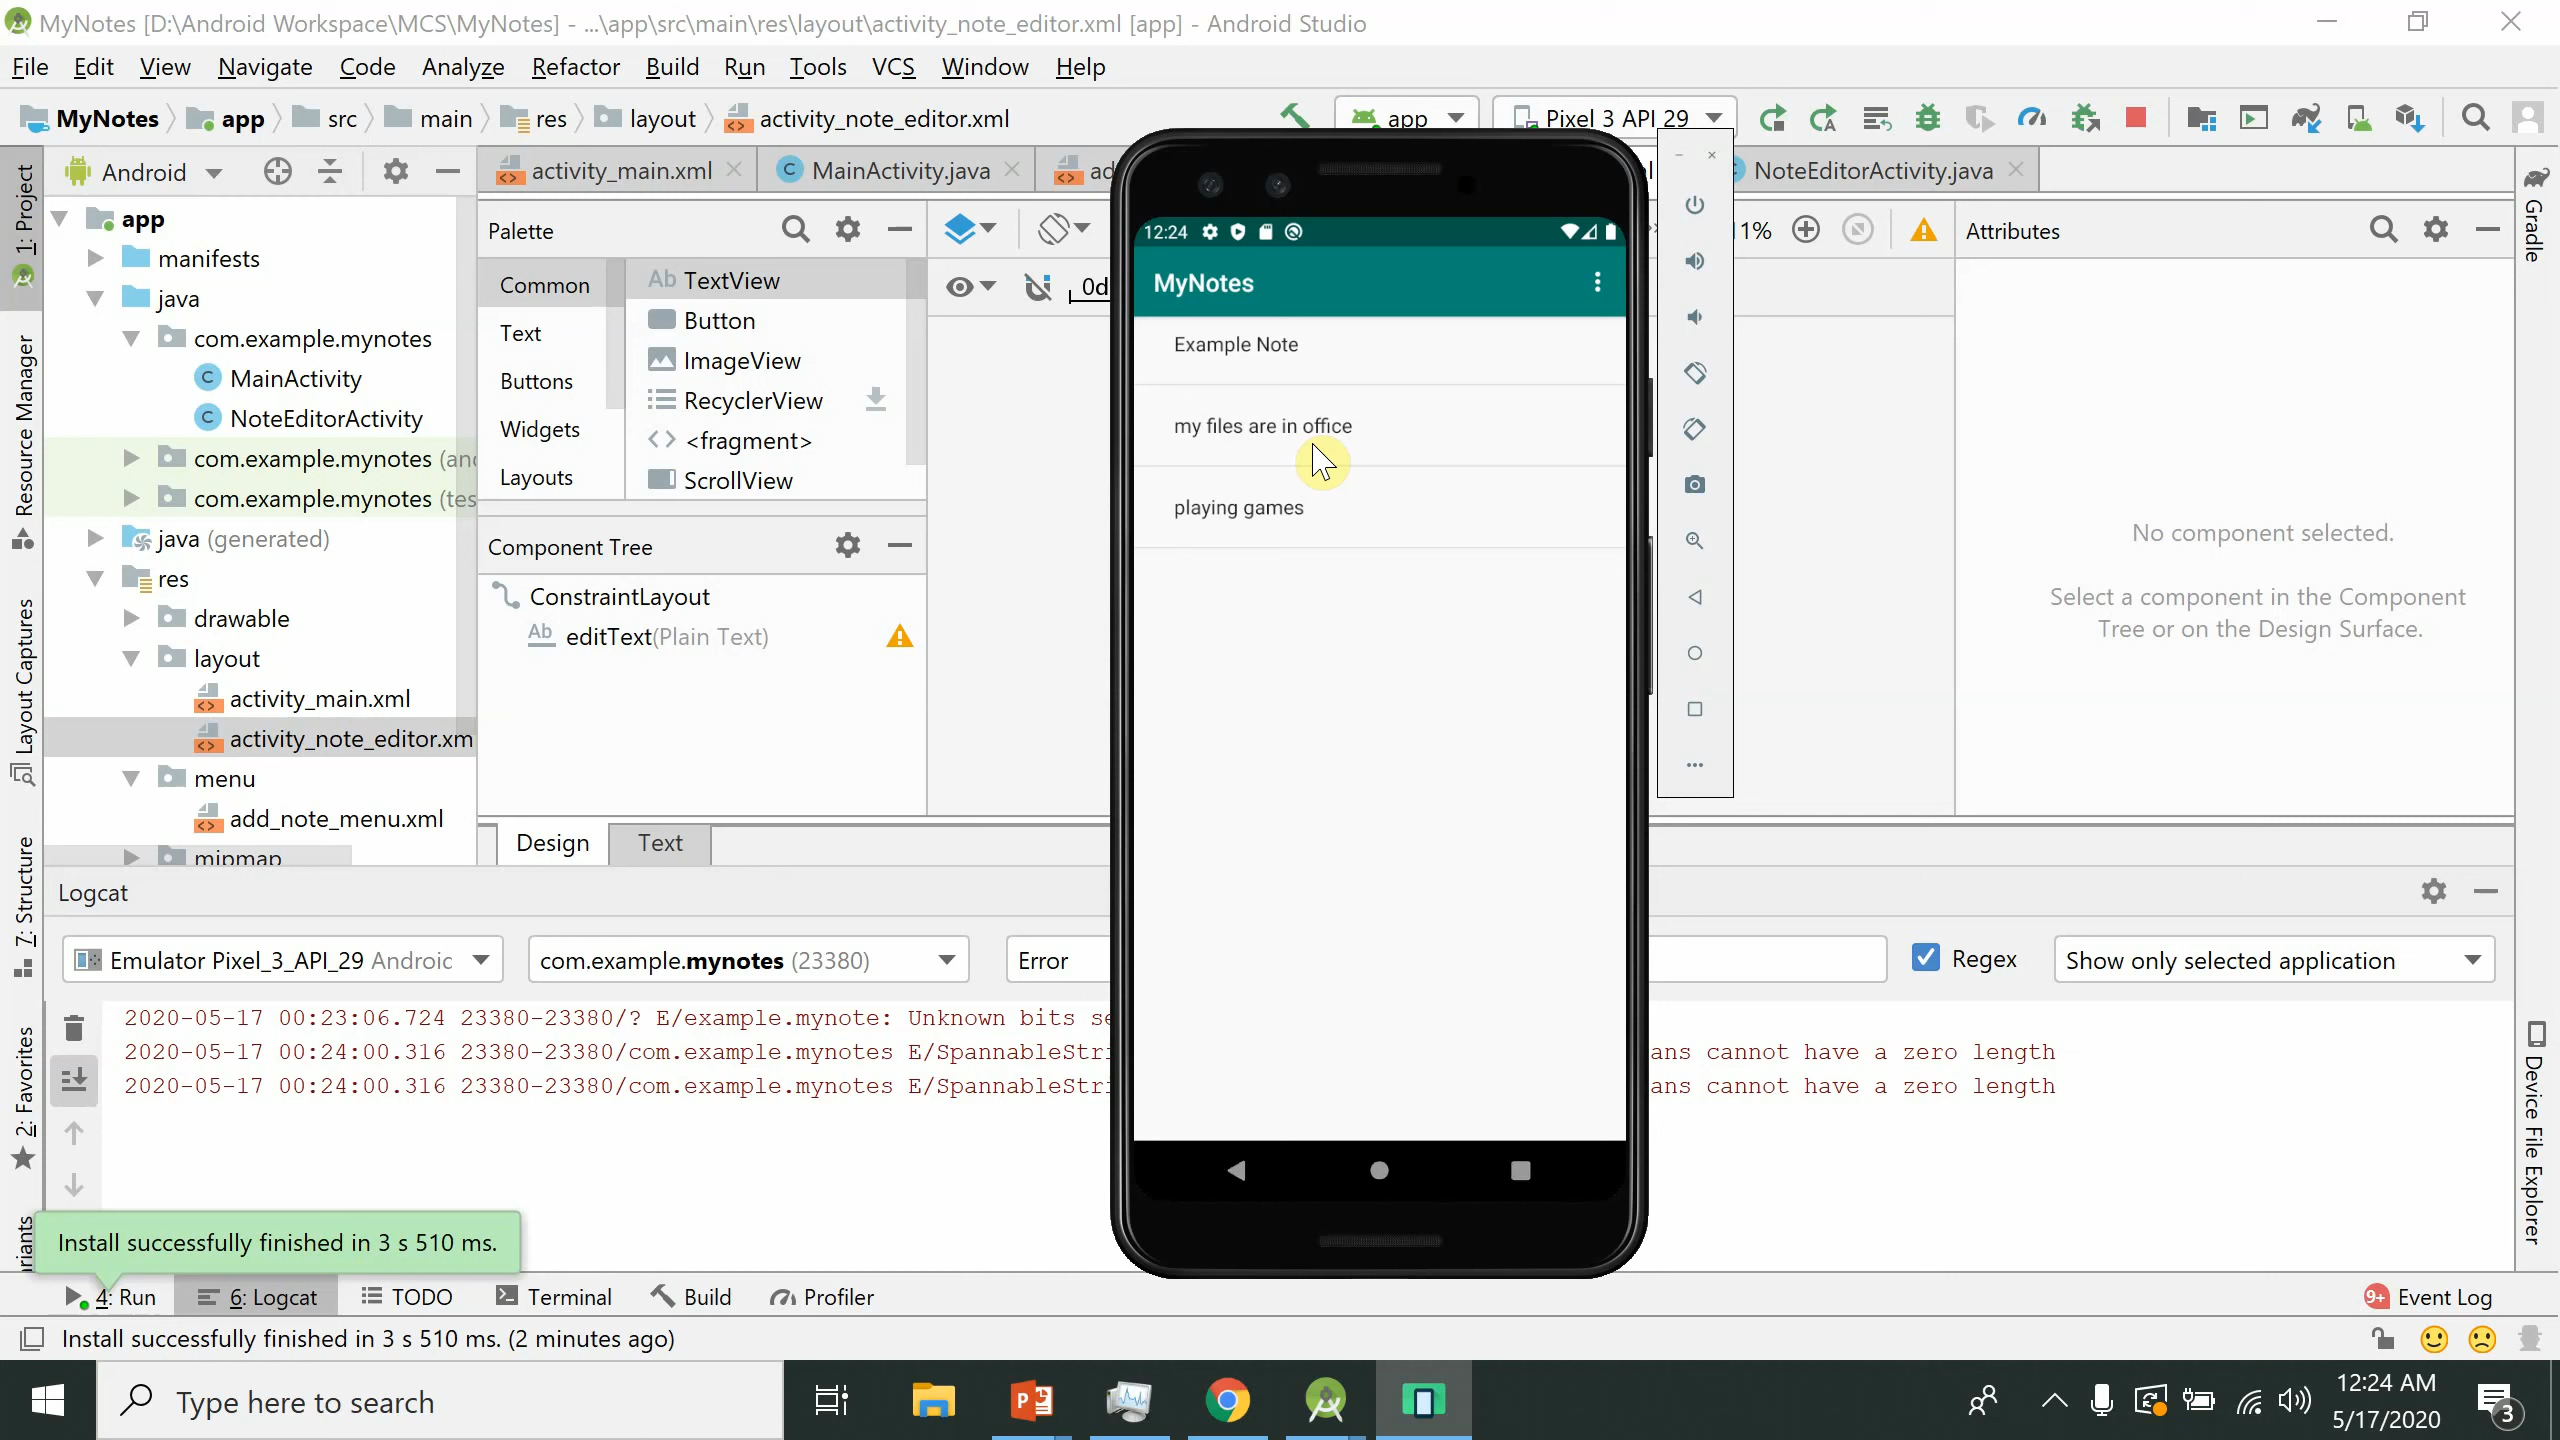 MyNotes [D:\Android Workspace\MCS\MyNotes] - ...\app\src\main\res\layout\activity_note_editor.xml [app] - Android Studio
File Edit View Navigate Code Analyze Refactor Build Run Tools VCS Window Help
MyNotes app src main res layout activity_note_editor.xml app Pixel 3 API 29
1: Project
Resource Manager
Layout Captures
7: Structure
2: Favorites
Android
app
manifests
java
com.example.mynotes
MainActivity
NoteEditorActivity
com.example.mynotes
com.example.mynotes
java (generated)
res
drawable
layout
activity_main.xml
activity_note_editor.xm
menu
add_note_menu.xml
mipmap
activity_main.xml MainActivity.java NoteEditorActivity.java
Palette
Common
Text
Buttons
Widgets
Layouts
Ab TextView
Button
ImageView
RecyclerView
<fragment>
ScrollView
Component Tree
ConstraintLayout
Ab editText(Plain Text)
Design Text
1%
Attributes
No component selected.
Select a component in the Component
Tree or on the Design Surface.
Gradle
Device File Explorer
12:24
MyNotes
Example Note
my files are in office
playing games
Logcat
Emulator Pixel_3_API_29 com.example.mynotes (23380) Error Regex Show only selected application
2020-05-17 00:23:06.724 23380-23380/? E/example.mynote: Unknown bits
2020-05-17 00:24:00.316 23380-23380/com.example.mynotes cannot have a zero length
2020-05-17 00:24:00.316 23380-23380/com.example.mynotes cannot have a zero length
Install successfully finished in 3 s 510 ms.
4: Run 6: Logcat TODO Terminal Build Profiler 9+ Event Log
Install successfully finished in 3 s 510 ms. (2 minutes ago)
Type here to search
12:24 AM
5/17/2020
3